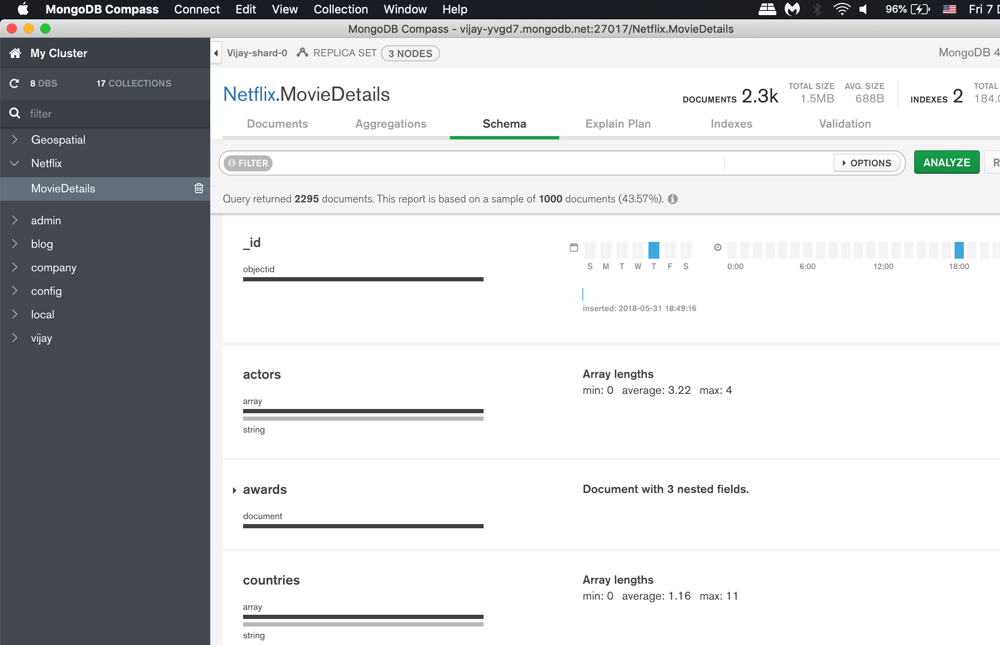 MongoDB Compass Connect Edit View Collection Window Help 96% Fri 7
MongoDB Compass - vijay-yvgd7.mongodb.net:27017/Netflix.MovieDetails
My Cluster
8 DBS 17 COLLECTIONS
filter
Geospatial
Netflix
MovieDetails
admin
blog
company
config
local
vijay
Vijay-shard-0 REPLICA SET 3 NODES MongoDB 4
Netflix.MovieDetails
DOCUMENTS 2.3k TOTAL SIZE 1.5MB AVG. SIZE 688B INDEXES 2 TOTAL 184.
Documents Aggregations Schema Explain Plan Indexes Validation
FILTER OPTIONS ANALYZE R
Query returned 2295 documents. This report is based on a sample of 1000 documents (43.57%).
_id
objectid
S M T W T F S 0:00 6:00 12:00 18:00
inserted: 2018-05-31 18:49:16
actors
array
string
Array lengths
min: 0 average: 3.22 max: 4
awards
document
Document with 3 nested fields.
countries
array
string
Array lengths
min: 0 average: 1.16 max: 11